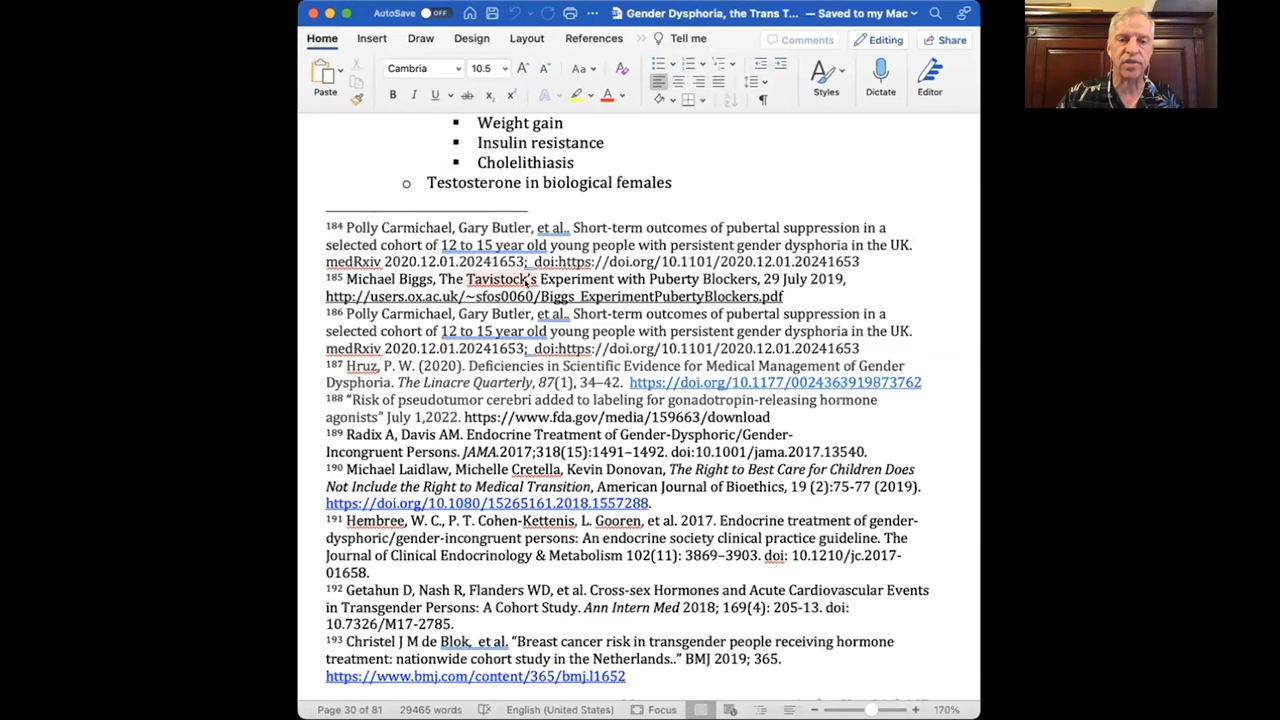 AutoSave OFF ··· Gender Dysphoria, the Trans T... — Saved to my Mac
Home Insert Draw Design Layout References Tell me Comments Editing Share
Paste Cambria 10.5 A A Aa A Styles Dictate Editor
B I U ab x₂ x² A A
▪ Weight gain
▪ Insulin resistance
▪ Cholelithiasis
o Testosterone in biological females
184 Polly Carmichael, Gary Butler, et al.. Short-term outcomes of pubertal suppression in a
selected cohort of 12 to 15 year old young people with persistent gender dysphoria in the UK.
medRxiv 2020.12.01.20241653; doi:https://doi.org/10.1101/2020.12.01.20241653
185 Michael Biggs, The Tavistock's Experiment with Puberty Blockers, 29 July 2019,
http://users.ox.ac.uk/~sfos0060/Biggs_ExperimentPubertyBlockers.pdf
186 Polly Carmichael, Gary Butler, et al.. Short-term outcomes of pubertal suppression in a
selected cohort of 12 to 15 year old young people with persistent gender dysphoria in the UK.
medRxiv 2020.12.01.20241653; doi:https://doi.org/10.1101/2020.12.01.20241653
187 Hruz, P. W. (2020). Deficiencies in Scientific Evidence for Medical Management of Gender
Dysphoria. The Linacre Quarterly, 87(1), 34–42. https://doi.org/10.1177/0024363919873762
188 “Risk of pseudotumor cerebri added to labeling for gonadotropin-releasing hormone
agonists” July 1,2022. https://www.fda.gov/media/159663/download
189 Radix A, Davis AM. Endocrine Treatment of Gender-Dysphoric/Gender-
Incongruent Persons. JAMA.2017;318(15):1491–1492. doi:10.1001/jama.2017.13540.
190 Michael Laidlaw, Michelle Cretella, Kevin Donovan, The Right to Best Care for Children Does
Not Include the Right to Medical Transition, American Journal of Bioethics, 19 (2):75-77 (2019).
https://doi.org/10.1080/15265161.2018.1557288.
191 Hembree, W. C., P. T. Cohen-Kettenis, L. Gooren, et al. 2017. Endocrine treatment of gender-
dysphoric/gender-incongruent persons: An endocrine society clinical practice guideline. The
Journal of Clinical Endocrinology & Metabolism 102(11): 3869–3903. doi: 10.1210/jc.2017-
01658.
192 Getahun D, Nash R, Flanders WD, et al. Cross-sex Hormones and Acute Cardiovascular Events
in Transgender Persons: A Cohort Study. Ann Intern Med 2018; 169(4): 205-13. doi:
10.7326/M17-2785.
193 Christel J M de Blok, et al. “Breast cancer risk in transgender people receiving hormone
treatment: nationwide cohort study in the Netherlands..” BMJ 2019; 365.
https://www.bmj.com/content/365/bmj.l1652
Page 30 of 81 29465 words English (United States) Focus 170%